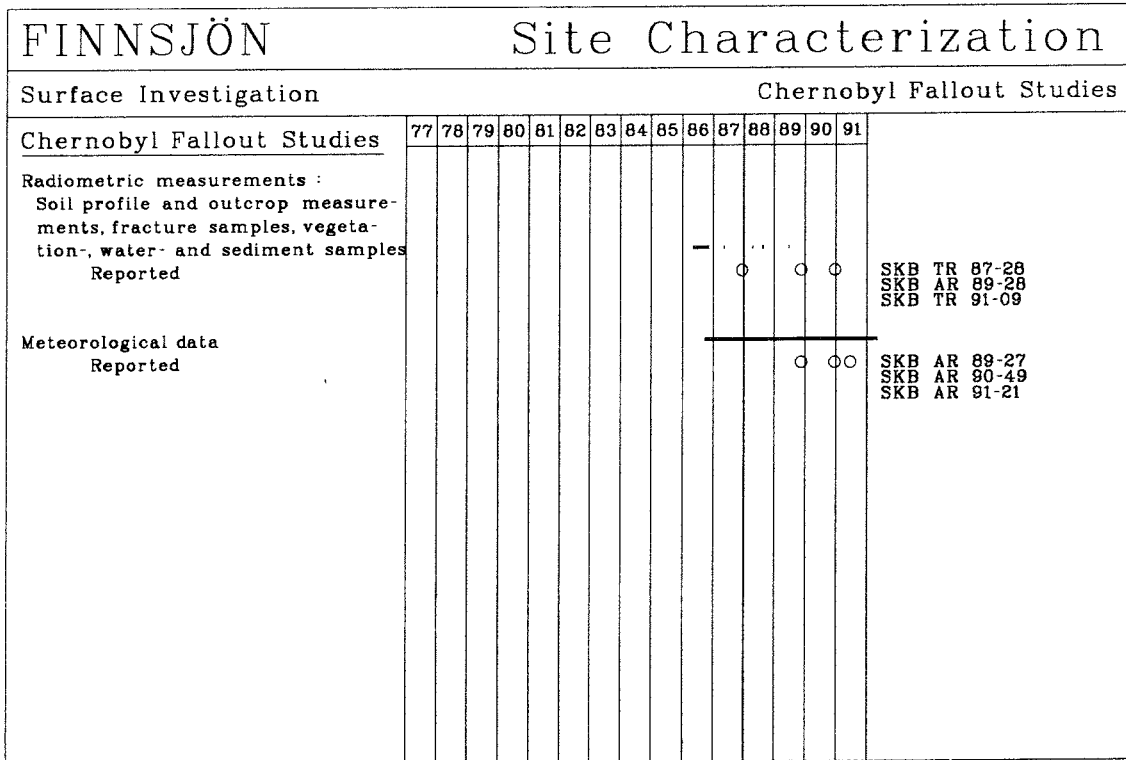 FINNSJÖN Site Characterization
Surface Investigation Chernobyl Fallout Studies
Chernobyl Fallout Studies 77 78 79 80 81 82 83 84 85 86 87 88 89 90 91
Radiometric measurements :
Soil profile and outcrop measure-
ments, fracture samples, vegeta-
tion-, water- and sediment samples
Reported SKB TR 87-28
SKB AR 89-28
SKB TR 91-09
Meteorological data
Reported SKB AR 89-27
SKB AR 90-49
SKB AR 91-21